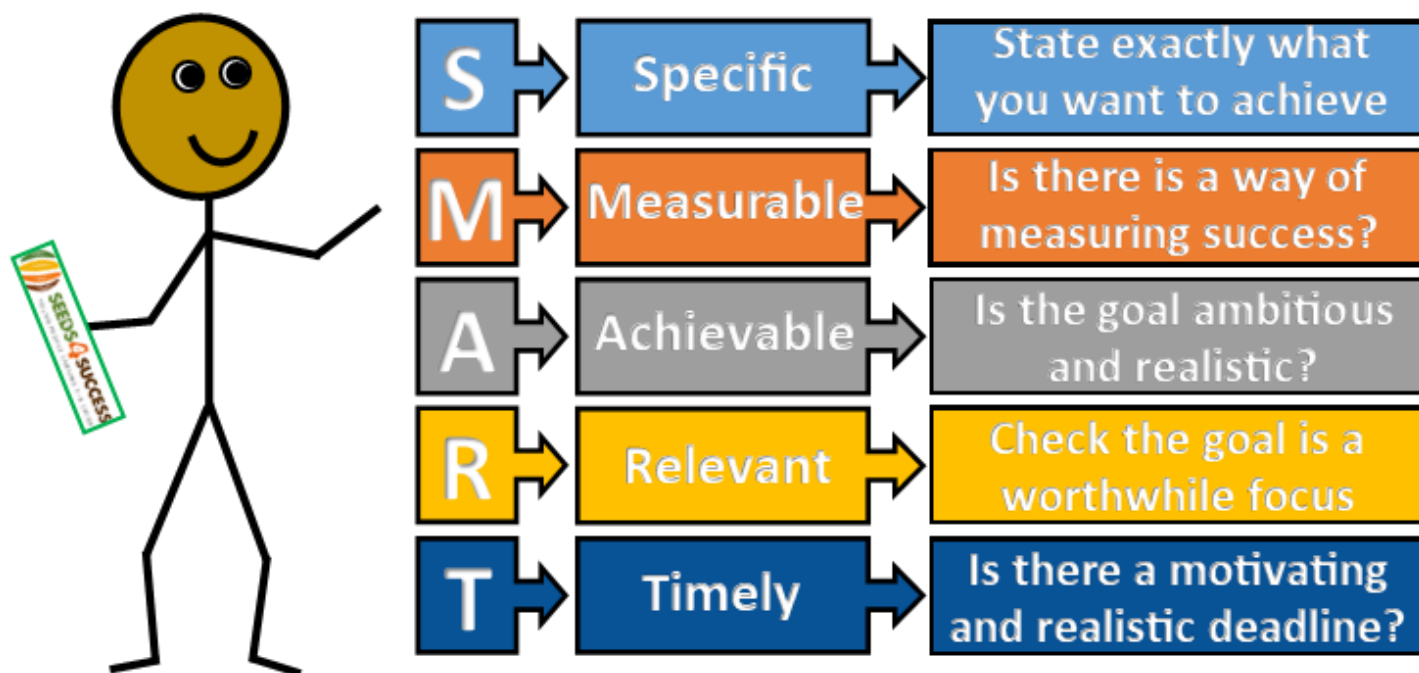 S
Specific
State exactly what
you want to achieve
M
Measurable
Is there is a way of
measuring success?
A
Achievable
Is the goal ambitious
and realistic?
R
Relevant
Check the goal is a
worthwhile focus
T
Timely
Is there a motivating
and realistic deadline?
SEEDS4SUCCESS